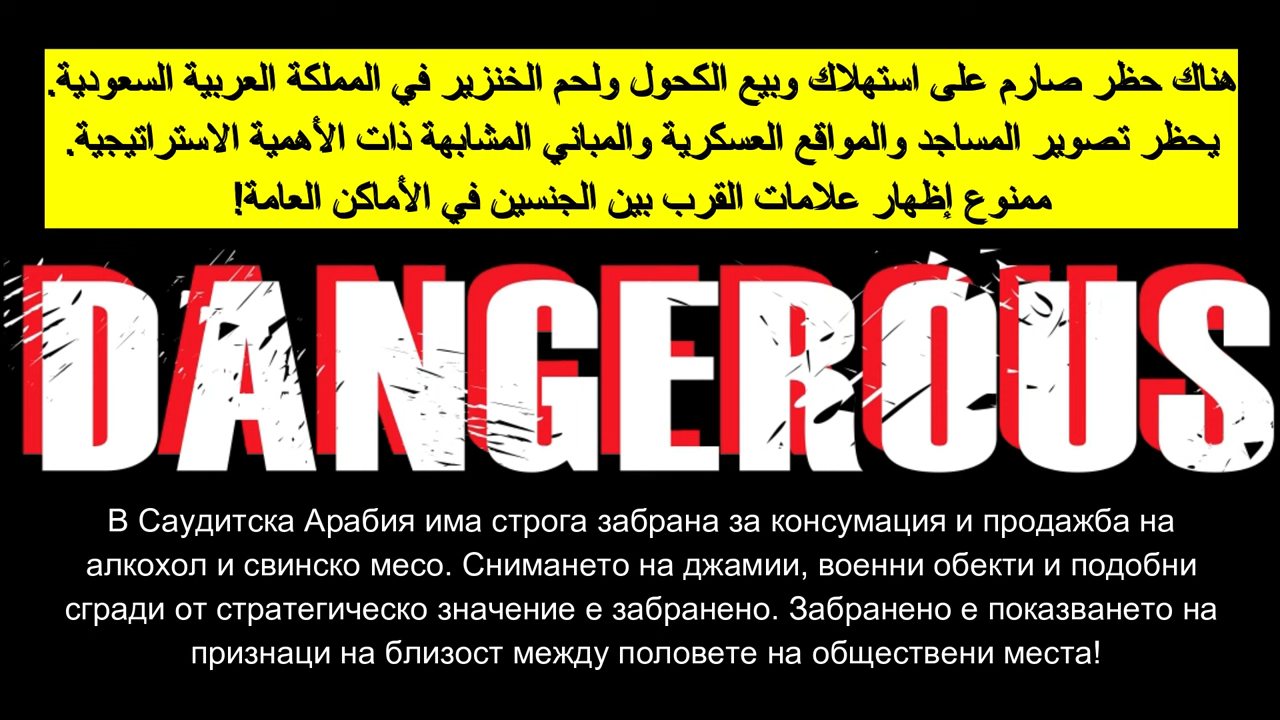 هناك حظر صارم على استهلاك وبيع الكحول ولحم الخنزير في المملكة العربية السعودية.
يحظر تصوير المساجد والمواقع العسكرية والمباني المشابهة ذات الأهمية الاستراتيجية.
ممنوع إظهار علامات القرب بين الجنسين في الأماكن العامة!
DANGEROUS
В Саудитска Арабия има строга забрана за консумация и продажба на
алкохол и свинско месо. Снимането на джамии, военни обекти и подобни
сгради от стратегическо значение е забранено. Забранено е показването на
признаци на близост между половете на обществени места!